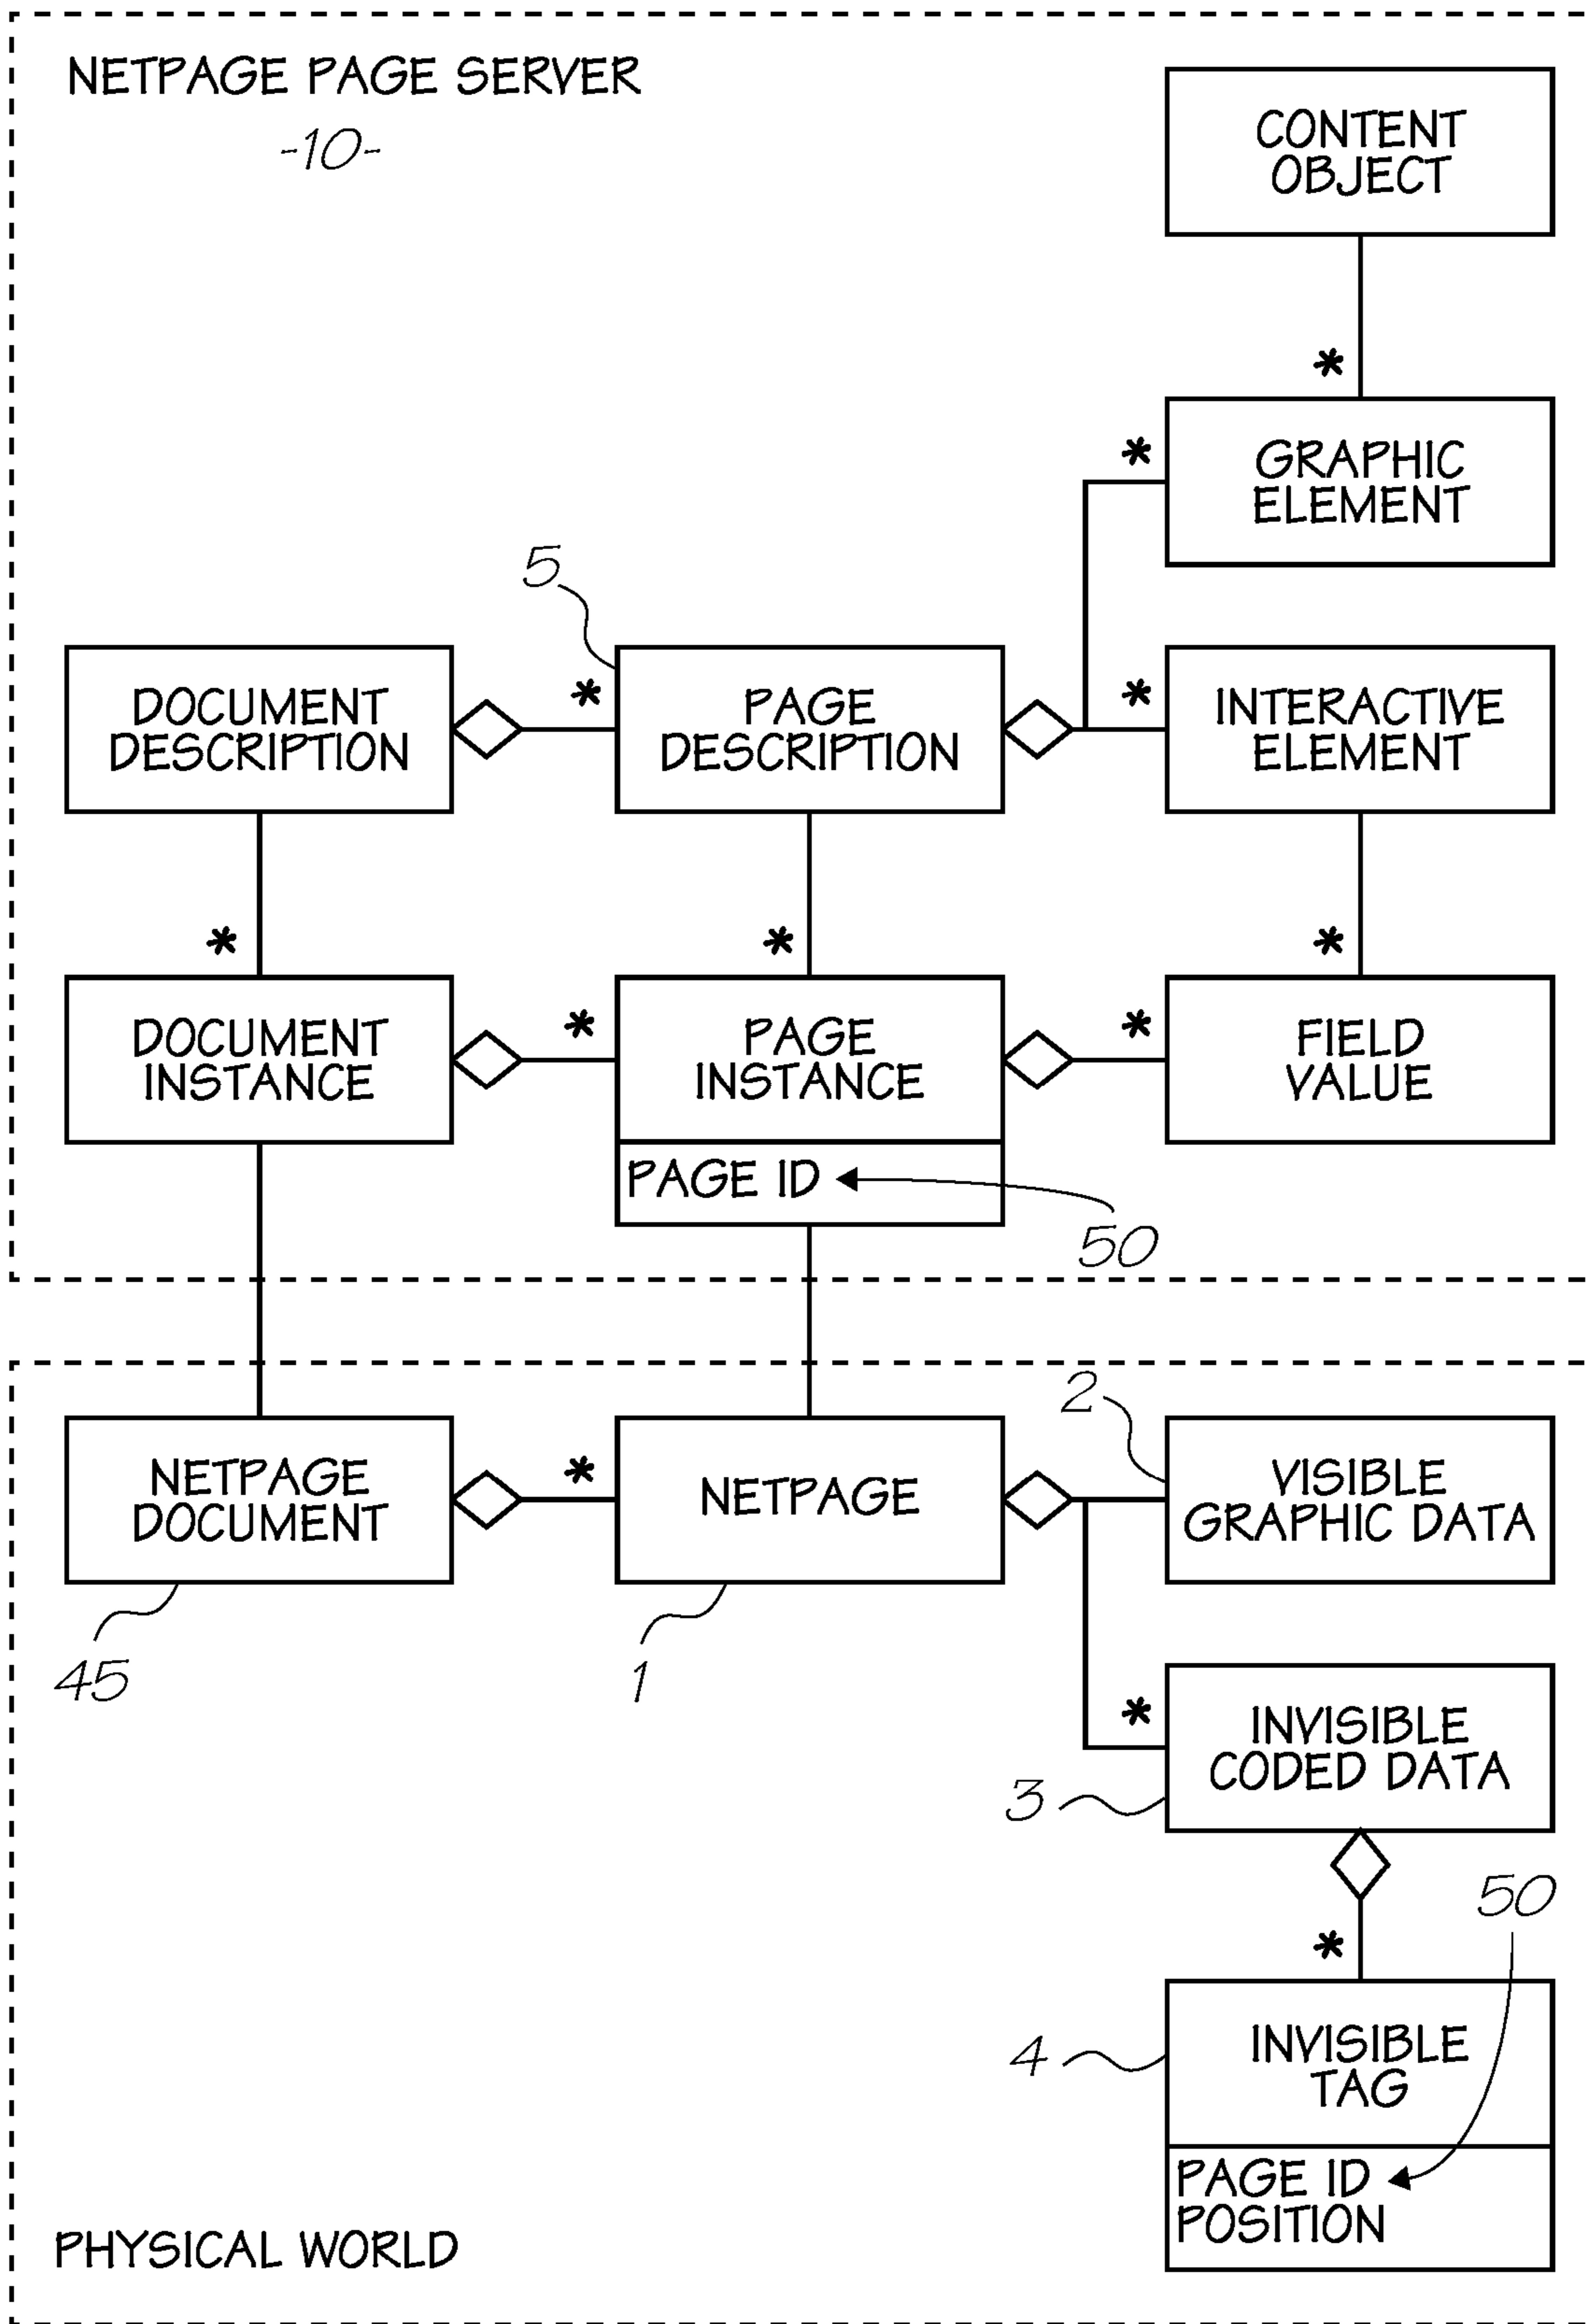 NETPAGE PAGE SERVER
-10-
CONTENT
OBJECT
*
*
GRAPHIC
ELEMENT
5
DOCUMENT
DESCRIPTION
*
PAGE
DESCRIPTION
*
INTERACTIVE
ELEMENT
*
*
*
DOCUMENT
INSTANCE
*
PAGE
INSTANCE
*
FIELD
VALUE
PAGE ID
50
2
NETPAGE
DOCUMENT
*
NETPAGE
VISIBLE
GRAPHIC DATA
45
1
*
INVISIBLE
CODED DATA
3
50
*
4
INVISIBLE
TAG
PAGE ID
POSITION
PHYSICAL WORLD